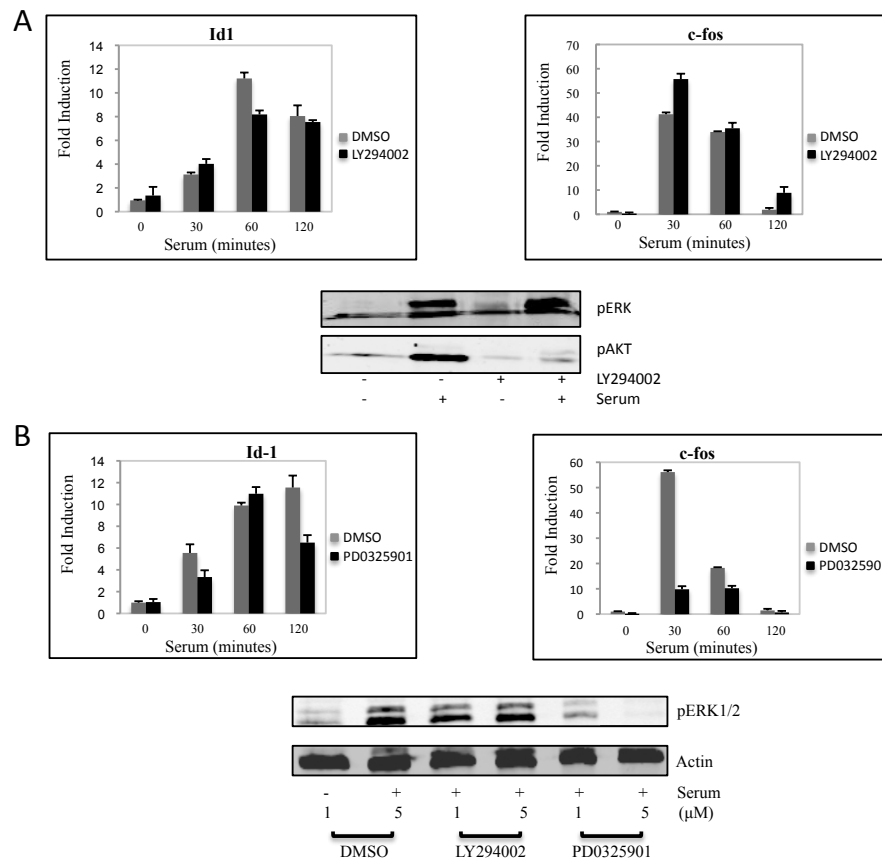 A
Id1
14
12
10
8
6
4
2
0
Fold Induction
0 30 60 120
Serum (minutes)
DMSO
LY294002
c-fos
70
60
50
40
30
20
10
0
Fold Induction
0 30 60 120
Serum (minutes)
DMSO
LY294002
pERK
pAKT
- - + + LY294002
- + - + Serum
B
Id-1
14
12
10
8
6
4
2
0
Fold Induction
0 30 60 120
Serum (minutes)
DMSO
PD0325901
c-fos
60
50
40
30
20
10
0
Fold Induction
0 30 60 120
Serum (minutes)
DMSO
PD032590
pERK1/2
Actin
- + + + + + Serum
1 5 1 5 1 5 (μM)
DMSO LY294002 PD0325901